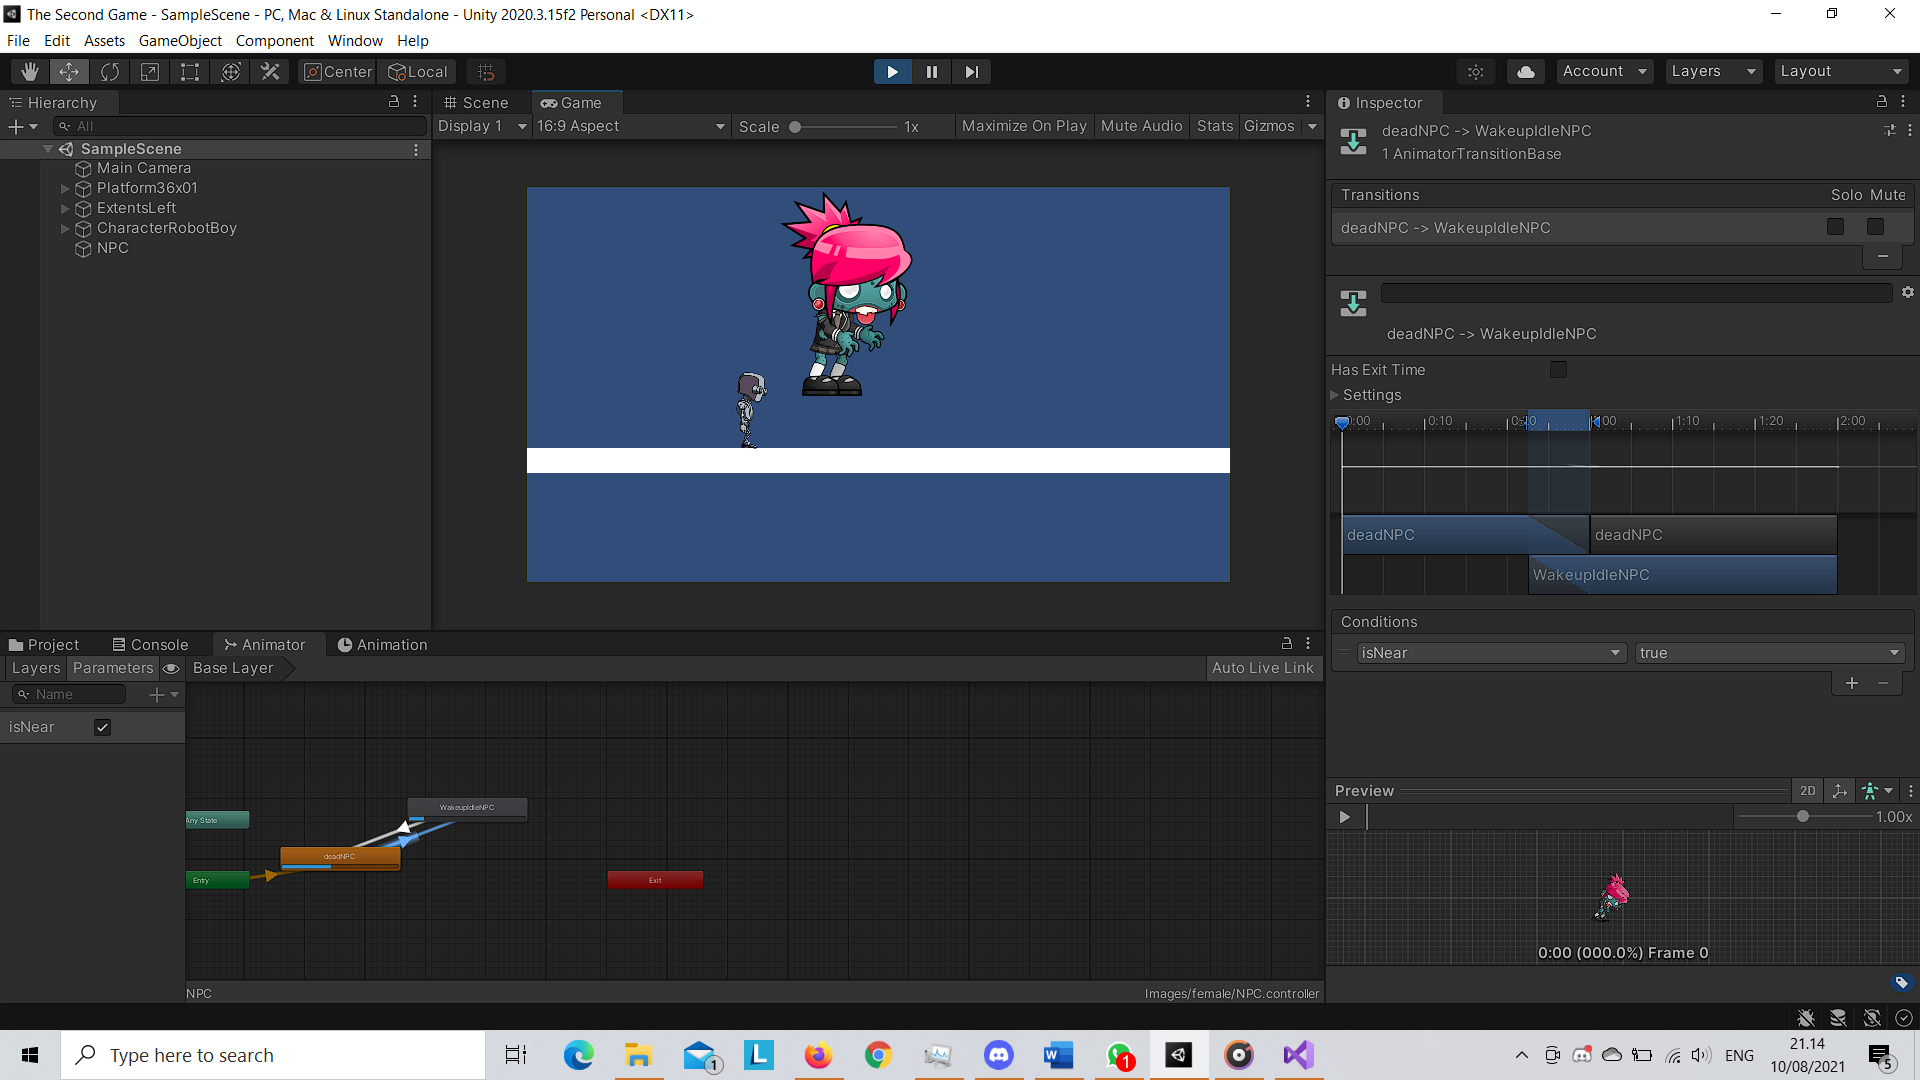 The Second Game - SampleScene - PC, Mac & Linux Standalone - Unity 2020.3.15f2 Personal <DX11>
File Edit Assets GameObject Component Window Help
Center Local Account Layers Layout
Hierarchy
All
SampleScene
Main Camera
Platform36x01
ExtentsLeft
CharacterRobotBoy
NPC
Scene Game
Display 1 16:9 Aspect Scale 1x Maximize On Play Mute Audio Stats Gizmos
Inspector
deadNPC -> WakeupIdleNPC
1 AnimatorTransitionBase
Transitions Solo Mute
deadNPC -> WakeupIdleNPC
deadNPC -> WakeupIdleNPC
Has Exit Time
Settings
0:10 1:10 1:20 2:00
deadNPC deadNPC
WakeupIdleNPC
Conditions
isNear true
Preview 2D
1.00x
0:00 (000.0%) Frame 0
Project Console Animator Animation
Layers Parameters Base Layer Auto Live Link
Name
isNear
WakeupIdleNPC
Any State
deadNPC
Entry Exit
NPC Images/female/NPC.controller
Type here to search
1
1
ENG
21.14
10/08/2021
5